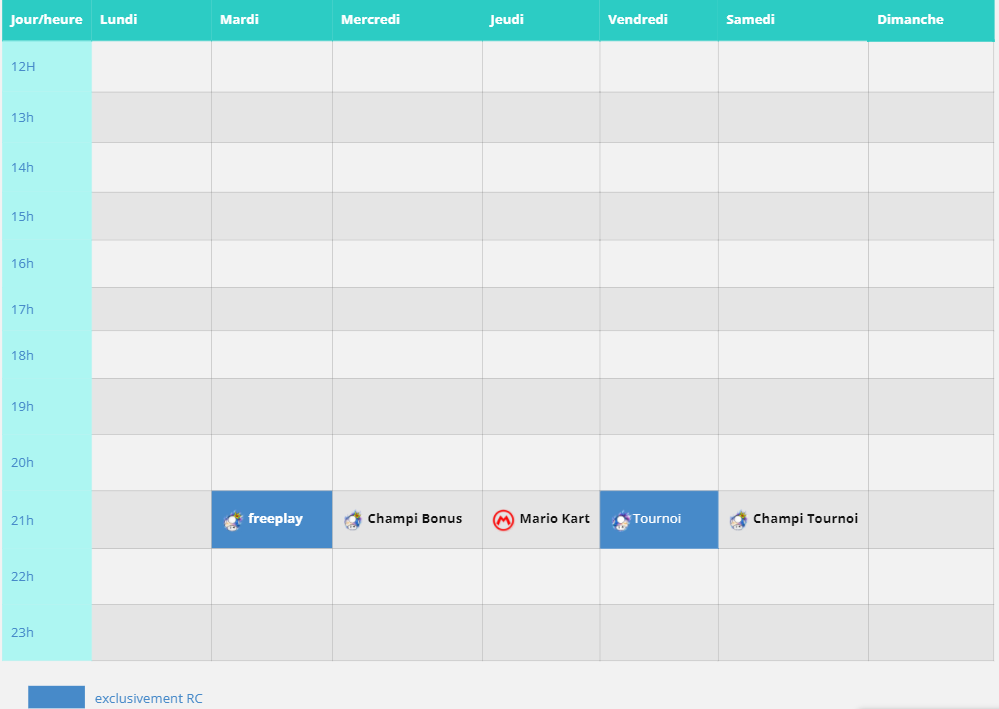 Jour/heure Lundi Mardi Mercredi Jeudi Vendredi Samedi Dimanche
12H
13h
14h
15h
16h
17h
18h
19h
20h
21h freeplay Champi Bonus Mario Kart Tournoi Champi Tournoi
22h
23h
exclusivement RC